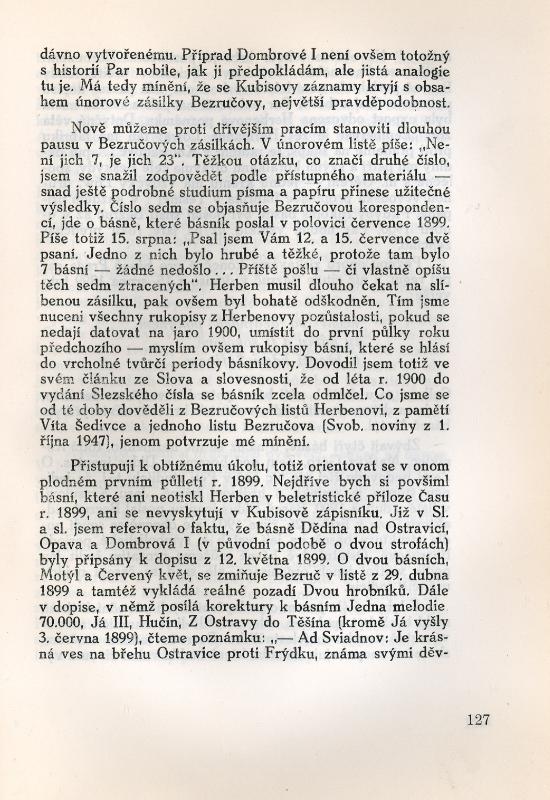 dávno vytvořenému. Příprad Dombrové I není ovšem totožný
s historií Par nobile, jak ji předpokládám, ale jistá analogie
tu je. Má tedy mínění, že se Kubisovy záznamy kryjí s obsa-
hem únorové zásilky Bezručovy, největší pravděpodobnost.
Nově můžeme proti dřívějším pracím stanoviti dlouhou
pausu v Bezručových zásilkách. V únorovém listě píše: „Ne-
ní jich 7, je jich 23“. Těžkou otázku, co značí druhé číslo,
jsem se snažil zodpovědět podle přístupného materiálu —
snad ještě podrobné studium písma a papíru přinese užitečné
výsledky. Číslo sedm se objasňuje Bezručovou koresponden-
cí, jde o básně, které básník poslal v polovici července 1899.
Píše totiž 15. srpna: „Psal jsem Vám 12. a 15. července dvě
psaní. Jedno z nich bylo hrubé a těžké, protože tam bylo
7 básní — žádné nedošlo... Příště pošlu — či vlastně opíšu
těch sedm ztracených“. Herben musil dlouho čekat na slí-
benou zásilku, pak ovšem byl bohatě odškodněn. Tím jsme
nuceni všechny rukopisy z Herbenovy pozůstalosti, pokud se
nedají datovat na jaro 1900, umístit do první půlky roku
předchozího — myslím ovšem rukopisy básní, které se hlásí
do vrcholné tvůrčí periody básníkovy. Dovodil jsem totiž ve
svém článku ze Slova a slovesnosti, že od léta r. 1900 do
vydání Slezského čísla se básník zcela odmlčel. Co jsme se
od té doby dověděli z Bezručových listů Herbenovi, z pamětí
Víta Šedivce a jednoho listu Bezručova (Svob. noviny z 1.
října 1947), jenom potvrzuje mé mínění.
Přistupuji k obtížnému úkolu, totiž orientovat se v onom
plodném prvním půlletí r. 1899. Nejdříve bych si povšiml
básní, které ani neotiskl Herben v beletristické příloze Času
r. 1899, ani se nevyskytují v Kubisově zápisníku. Již v Sl.
a sl. jsem referoval o faktu, že básně Dědina nad Ostravicí,
Opava a Dombrová I (v původní podobě o dvou strofách)
byly připsány k dopisu z 12. května 1899. O dvou básních,
Motýl a Červený květ, se zmiňuje Bezruč v listě z 29. dubna
1899 a tamtéž vykládá reálné pozadí Dvou hrobníků. Dále
v dopise, v němž posílá korektury k básním Jedna melodie
70.000, Já III, Hučín, Z Ostravy do Těšína (kromě Já vyšly
3. června 1899), čteme poznámku: „— Ad Sviadnov: Je krás-
ná ves na břehu Ostravice proti Frýdku, známa svými děv-
127